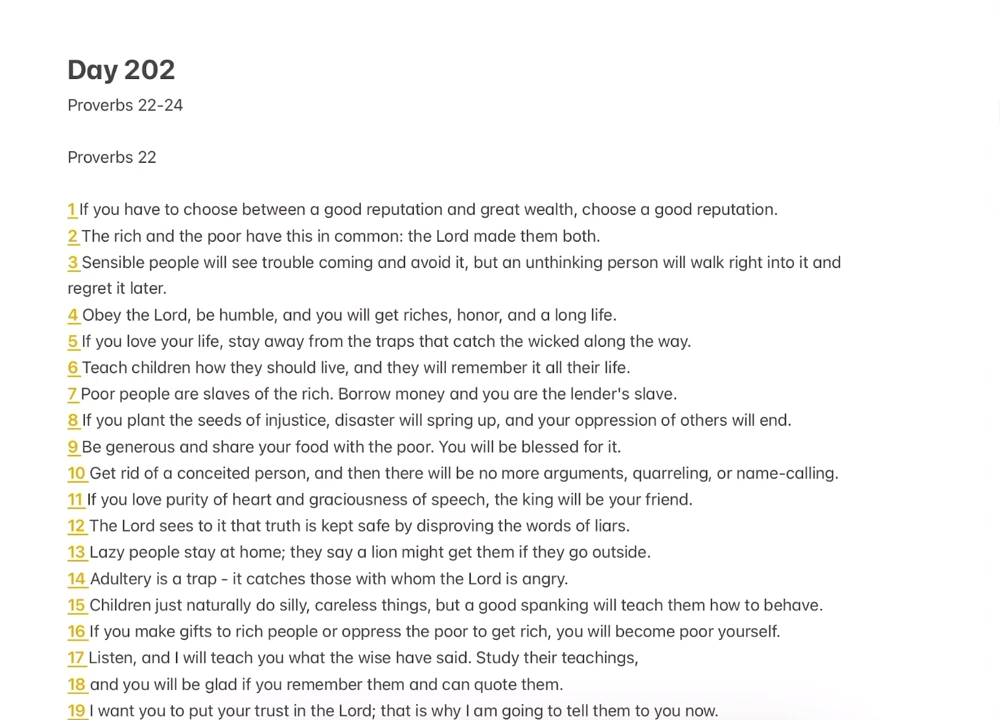 Day 202
Proverbs 22-24
Proverbs 22
1 If you have to choose between a good reputation and great wealth, choose a good reputation.
2 The rich and the poor have this in common: the Lord made them both.
3 Sensible people will see trouble coming and avoid it, but an unthinking person will walk right into it and
regret it later.
4 Obey the Lord, be humble, and you will get riches, honor, and a long life.
5 If you love your life, stay away from the traps that catch the wicked along the way.
6 Teach children how they should live, and they will remember it all their life.
7 Poor people are slaves of the rich. Borrow money and you are the lender's slave.
8 If you plant the seeds of injustice, disaster will spring up, and your oppression of others will end.
9 Be generous and share your food with the poor. You will be blessed for it.
10 Get rid of a conceited person, and then there will be no more arguments, quarreling, or name-calling.
11 If you love purity of heart and graciousness of speech, the king will be your friend.
12 The Lord sees to it that truth is kept safe by disproving the words of liars.
13 Lazy people stay at home; they say a lion might get them if they go outside.
14 Adultery is a trap - it catches those with whom the Lord is angry.
15 Children just naturally do silly, careless things, but a good spanking will teach them how to behave.
16 If you make gifts to rich people or oppress the poor to get rich, you will become poor yourself.
17 Listen, and I will teach you what the wise have said. Study their teachings,
18 and you will be glad if you remember them and can quote them.
19 I want you to put your trust in the Lord; that is why I am going to tell them to you now.